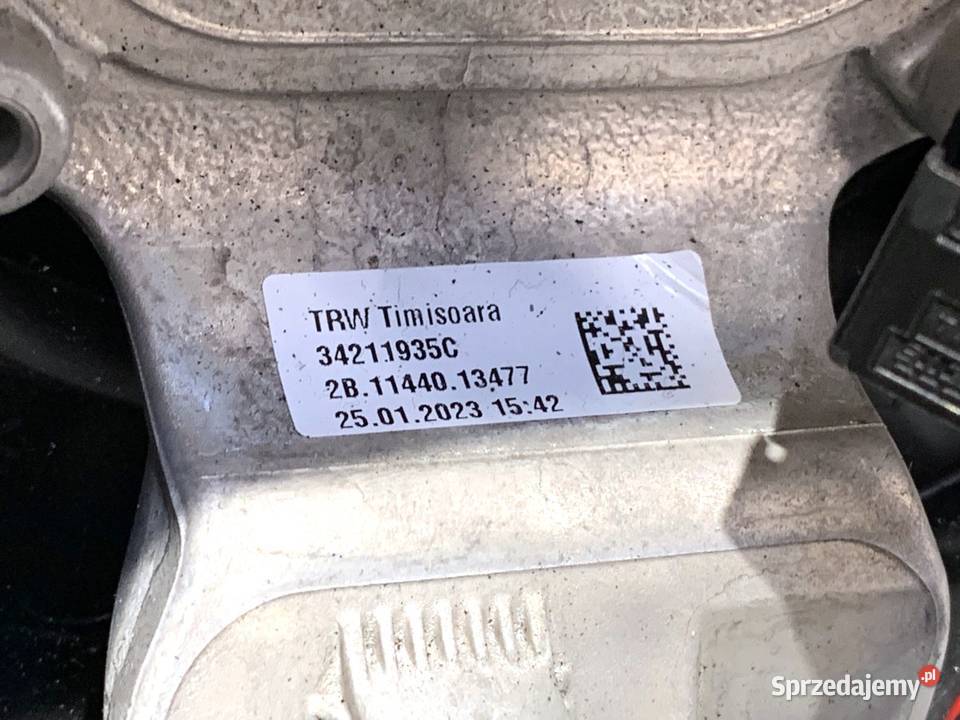 TRW Timisoara
34211935C
2B.11440.13477
25.01.2023 15:42
Sprzedajemy.pl